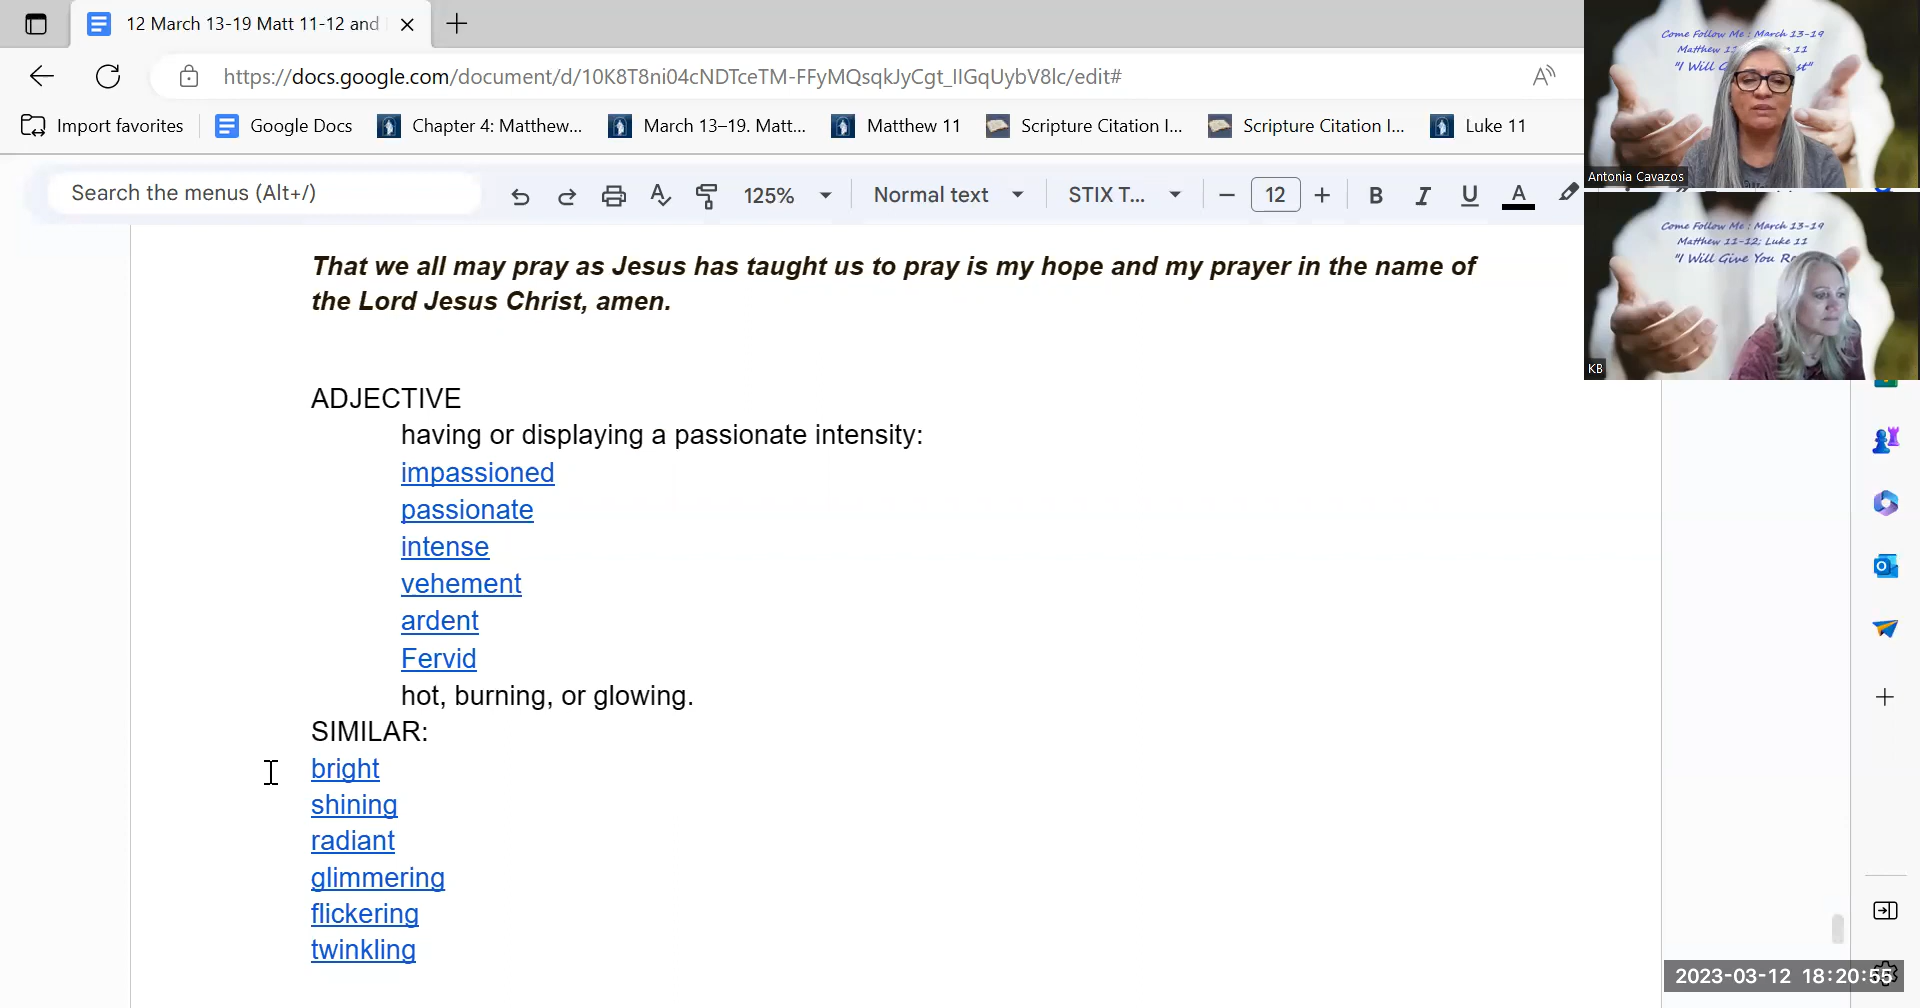 12 March 13-19 Matt 11-12 and
https://docs.google.com/document/d/10K8T8ni04cNDTceTM-FFyMQsqkJyCgt_IIGqUybV8lc/edit#
Import favorites
Google Docs
Chapter 4: Matthew...
March 13–19. Matt...
Matthew 11
Scripture Citation I...
Scripture Citation I...
Luke 11
Search the menus (Alt+/)
125%
Normal text
STIX T...
12
B I U A
Come Follow Me : March 13-19
"I Will
Antonia Cavazos
Come Follow Me : March 13-19
Matthew 11-12; Luke 11
"I Will Give You
KB
That we all may pray as Jesus has taught us to pray is my hope and my prayer in the name of
the Lord Jesus Christ, amen.
ADJECTIVE
having or displaying a passionate intensity:
impassioned
passionate
intense
vehement
ardent
Fervid
hot, burning, or glowing.
SIMILAR:
bright
shining
radiant
glimmering
flickering
twinkling
2023-03-12 18:20:55